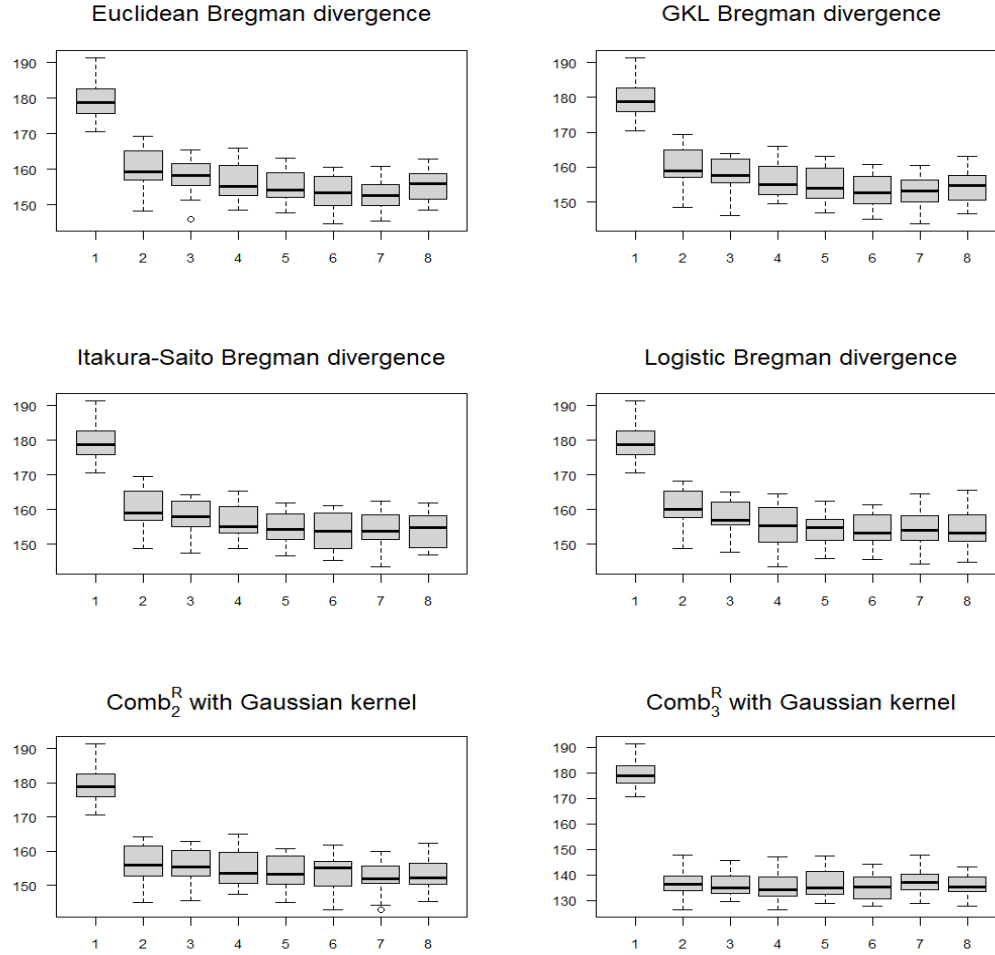 Euclidean Bregman divergence
190
180
170
160
150
1 2 3 4 5 6 7 8
GKL Bregman divergence
190
180
170
160
150
1 2 3 4 5 6 7 8
Itakura-Saito Bregman divergence
190
180
170
160
150
1 2 3 4 5 6 7 8
Logistic Bregman divergence
190
180
170
160
150
1 2 3 4 5 6 7 8
Comb₂ᴿ with Gaussian kernel
190
180
170
160
150
1 2 3 4 5 6 7 8
Comb₃ᴿ with Gaussian kernel
190
180
170
160
150
140
130
1 2 3 4 5 6 7 8